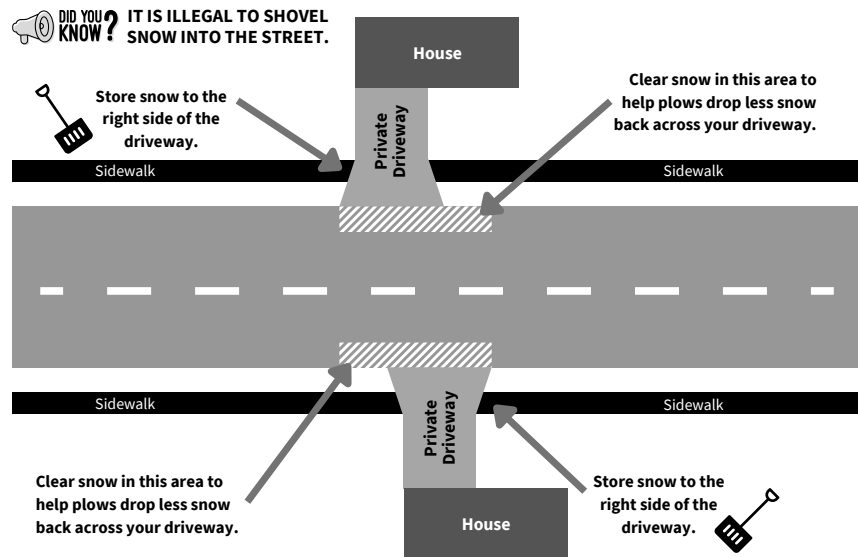 DID YOU
KNOW?
IT IS ILLEGAL TO SHOVEL
SNOW INTO THE STREET.
House
Store snow to the
right side of the
driveway.
Private
Driveway
Clear snow in this area to
help plows drop less snow
back across your driveway.
Sidewalk
Sidewalk
Sidewalk
Sidewalk
Private
Driveway
Clear snow in this area to
help plows drop less snow
back across your driveway.
Store snow to the
right side of the
driveway.
House